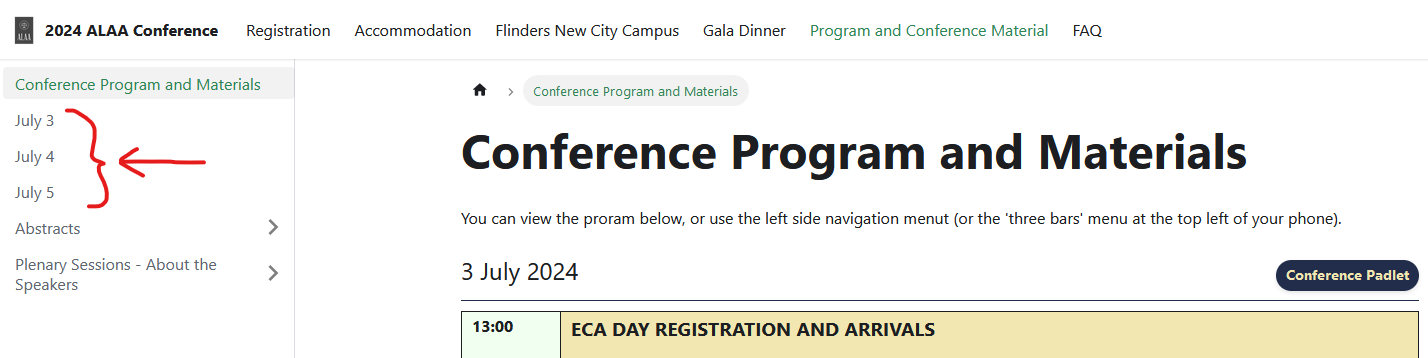 ALAA
2024 ALAA Conference
Registration
Accommodation
Flinders New City Campus
Gala Dinner
Program and Conference Material
FAQ
Conference Program and Materials
July 3
July 4
July 5
Abstracts
Plenary Sessions - About the
Speakers
Conference Program and Materials
Conference Program and Materials
You can view the proram below, or use the left side navigation menut (or the 'three bars' menu at the top left of your phone).
3 July 2024
Conference Padlet
13:00
ECA DAY REGISTRATION AND ARRIVALS